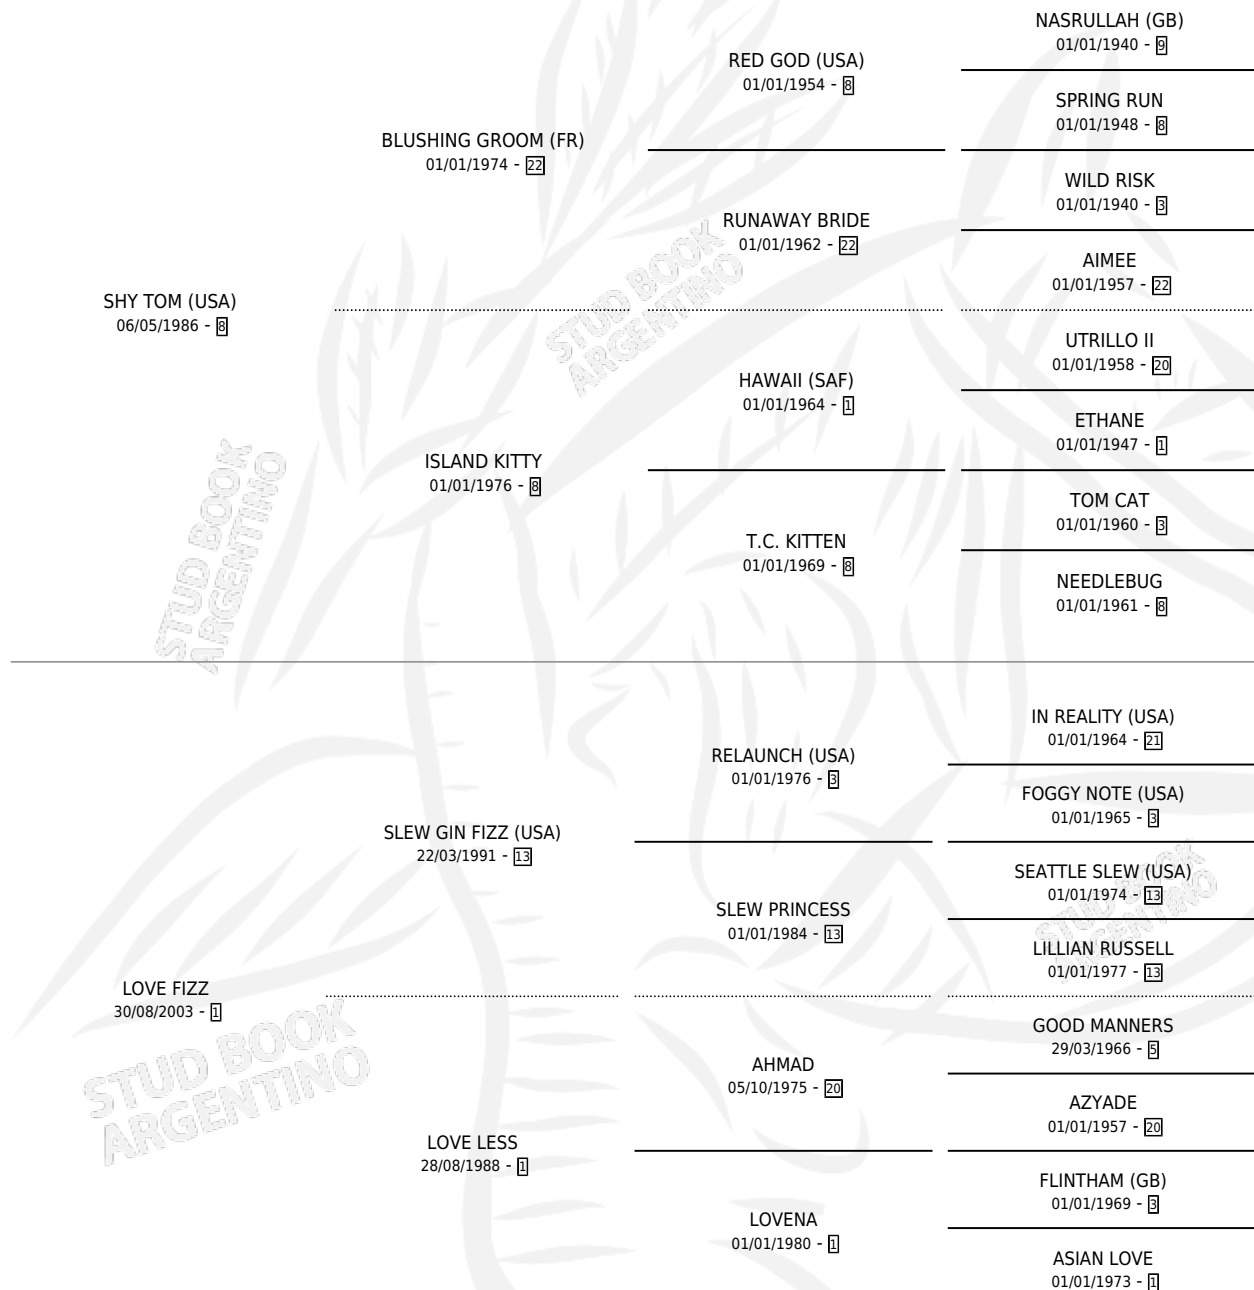 NASRULLAH (GB)
01/01/1940 - 9
RED GOD (USA)
01/01/1954 - 8
SPRING RUN
01/01/1948 - 8
BLUSHING GROOM (FR)
01/01/1974 - 22
WILD RISK
01/01/1940 - 3
RUNAWAY BRIDE
01/01/1962 - 22
AIMEE
01/01/1957 - 22
SHY TOM (USA)
06/05/1986 - 8
UTRILLO II
01/01/1958 - 20
HAWAII (SAF)
01/01/1964 - 1
ETHANE
01/01/1947 - 1
ISLAND KITTY
01/01/1976 - 8
TOM CAT
01/01/1960 - 3
T.C. KITTEN
01/01/1969 - 8
NEEDLEBUG
01/01/1961 - 8
IN REALITY (USA)
01/01/1964 - 21
RELAUNCH (USA)
01/01/1976 - 3
FOGGY NOTE (USA)
01/01/1965 - 3
SLEW GIN FIZZ (USA)
22/03/1991 - 13
SEATTLE SLEW (USA)
01/01/1974 - 13
SLEW PRINCESS
01/01/1984 - 13
LILLIAN RUSSELL
01/01/1977 - 13
LOVE FIZZ
30/08/2003 - 1
GOOD MANNERS
29/03/1966 - 5
AHMAD
05/10/1975 - 20
AZYADE
01/01/1957 - 20
LOVE LESS
28/08/1988 - 1
FLINTHAM (GB)
01/01/1969 - 3
LOVENA
01/01/1980 - 1
ASIAN LOVE
01/01/1973 - 1
STUD BOOK
ARGENTINO
STUD BOOK
ARGENTINO
STUD BOOK
ARGENTINO
STUD BOOK
ARGENTINO